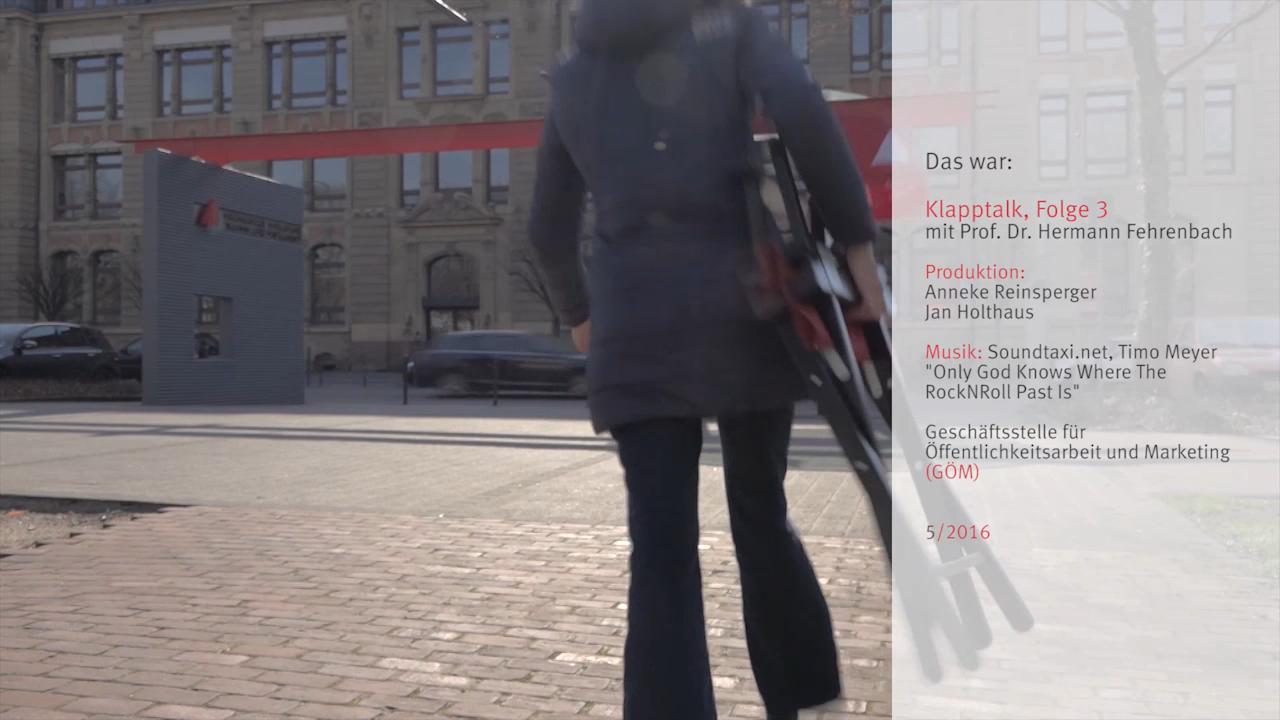 Das war:
Klapptalk, Folge 3
mit Prof. Dr. Hermann Fehrenbach
Produktion:
Anneke Reinsperger
Jan Holthaus
Musik: Soundtaxi.net, Timo Meyer
"Only God Knows Where The
RockNRoll Past Is"
Geschäftsstelle für
Öffentlichkeitsarbeit und Marketing
(GÖM)
5/2016